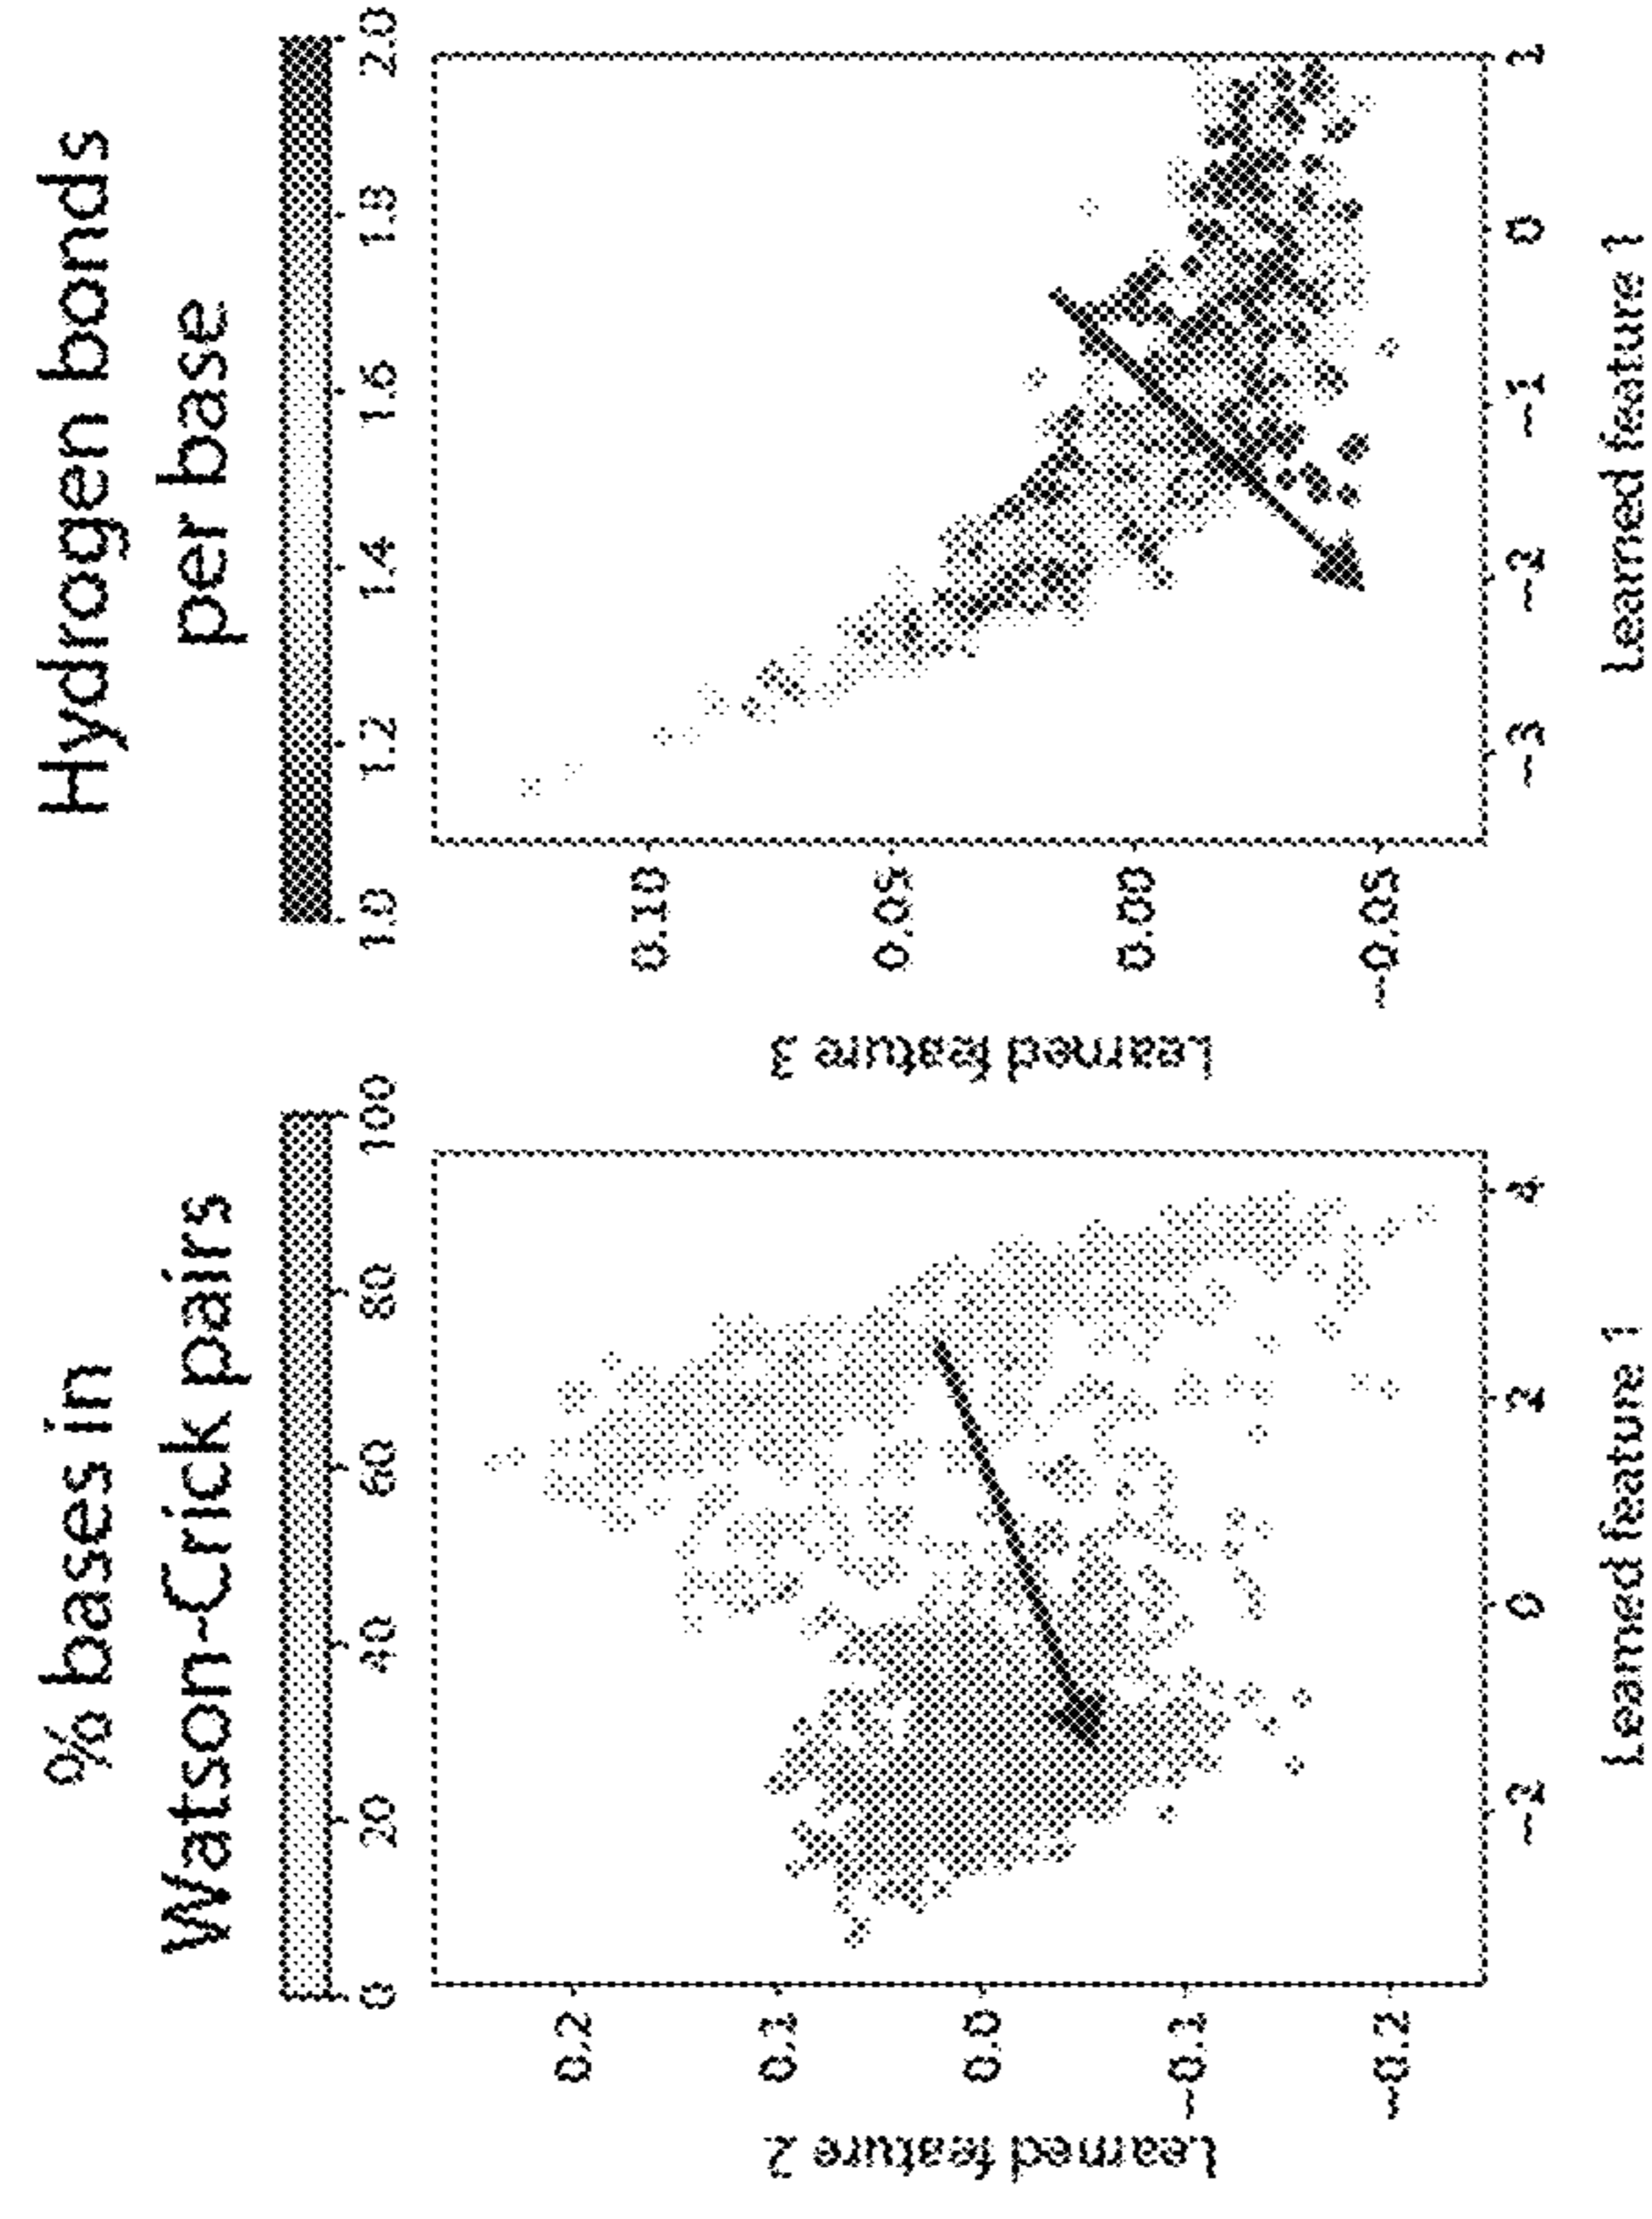 % bases in
Watson-Crick pairs
0 20 40 60 80 100
0.2
0.1
0.0
-0.1
-0.2
Learned feature 2
-2 0 2 4
Learned feature 1
Hydrogen bonds
per base
1.0 1.2 1.4 1.6 1.8 2.0
0.10
0.05
0.00
-0.05
Learned feature 3
-3 -2 -1 0 1
Learned feature 1